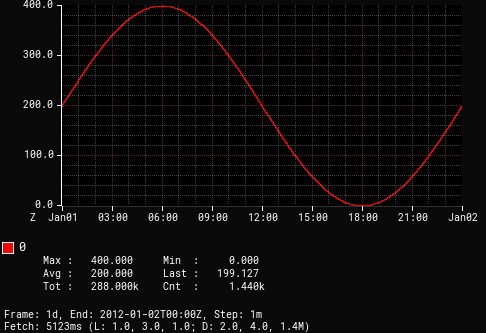 400.0
300.0
200.0
100.0
0.0
Z Jan01 03:00 06:00 09:00 12:00 15:00 18:00 21:00 Jan02
0
Max : 400.000 Min : 0.000
Avg : 200.000 Last : 199.127
Tot : 288.000k Cnt : 1.440k
Frame: 1d, End: 2012-01-02T00:00Z, Step: 1m
Fetch: 5123ms (L: 1.0, 3.0, 1.0; D: 2.0, 4.0, 1.4M)